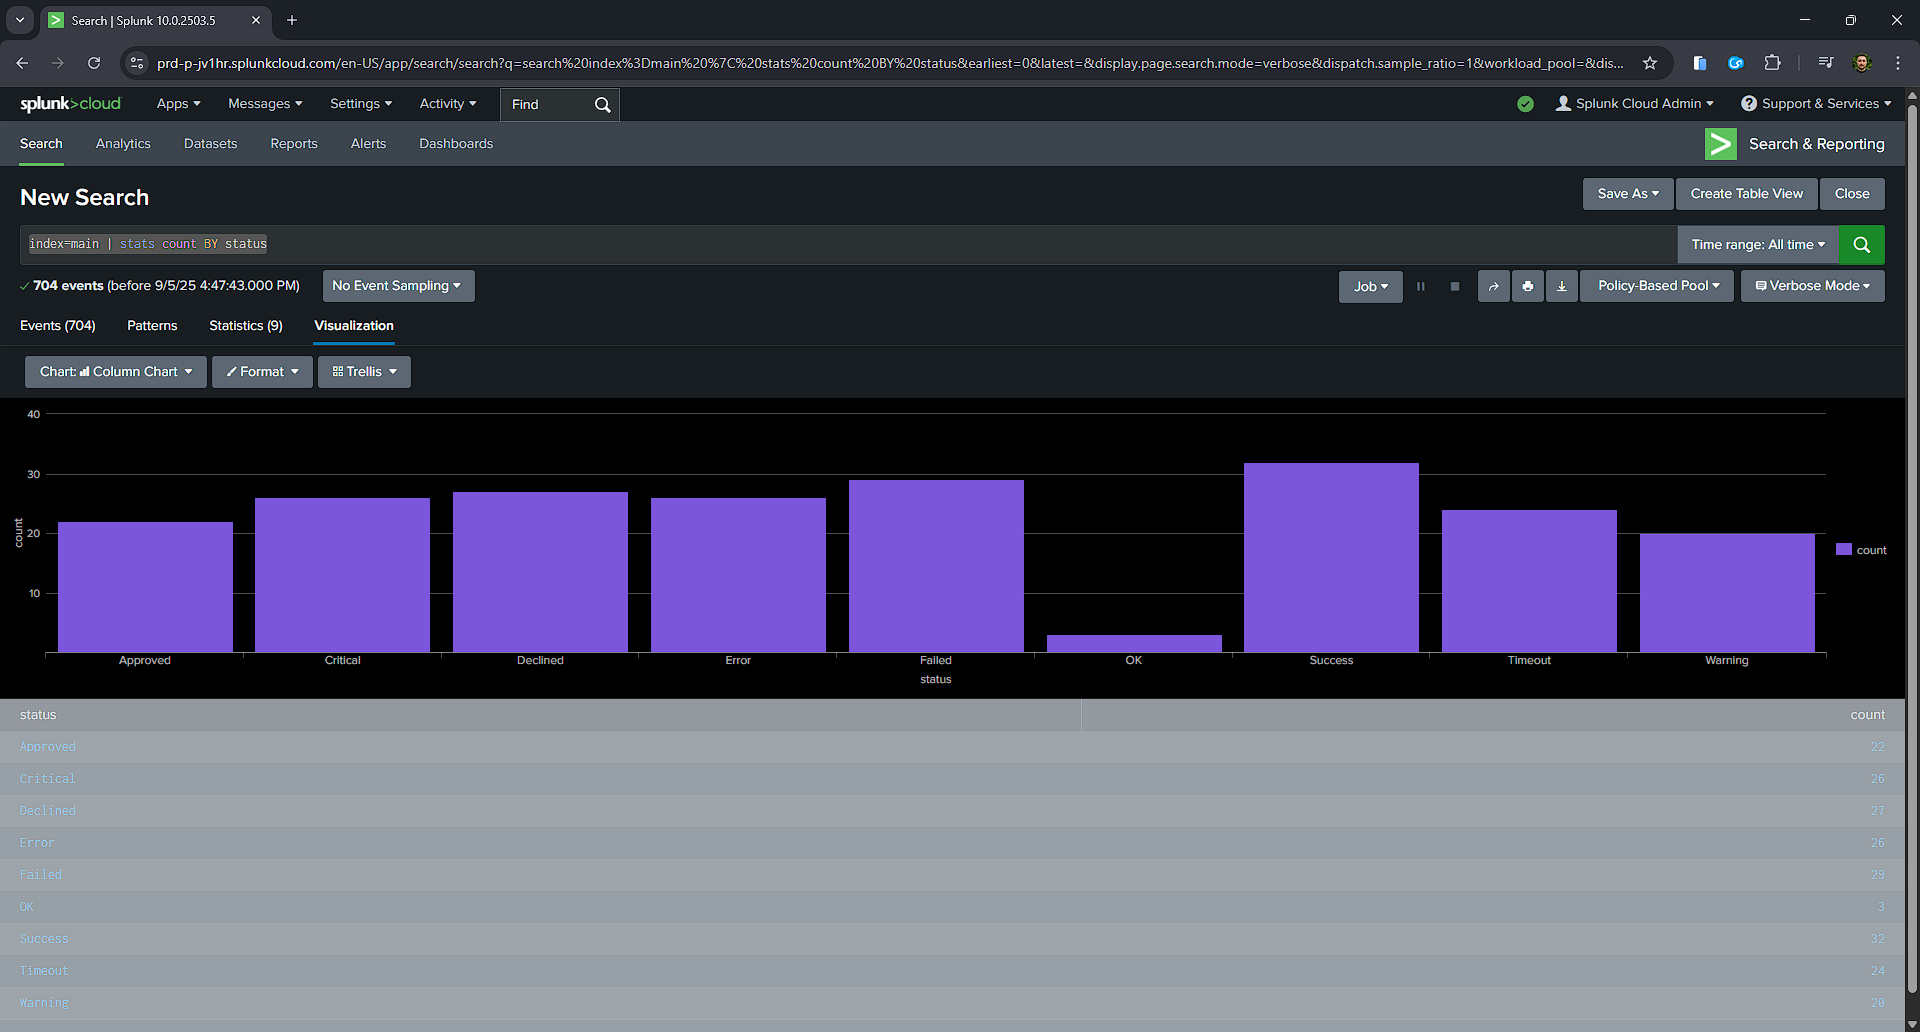 Search | Splunk 10.0.2503.5
prd-p-jv1hr.splunkcloud.com/en-US/app/search/search?q=search%20index%3Dmain%20%7C%20stats%20count%20BY%20status&earliest=0&latest=&display.page.search.mode=verbose&dispatch.sample_ratio=1&workload_pool=&dis...
splunk>cloud Apps Messages Settings Activity Find Splunk Cloud Admin Support & Services
Search Analytics Datasets Reports Alerts Dashboards Search & Reporting
New Search Save As Create Table View Close
index=main | stats count BY status Time range: All time
704 events (before 9/5/25 4:47:43.000 PM) No Event Sampling Job Policy-Based Pool Verbose Mode
Events (704) Patterns Statistics (9) Visualization
Chart: Column Chart Format Trellis
40
30
20
10
count
count
Approved Critical Declined Error Failed OK Success Timeout Warning
status
status count
Approved 22
Critical 26
Declined 27
Error 26
Failed 29
OK 3
Success 32
Timeout 24
Warning 20